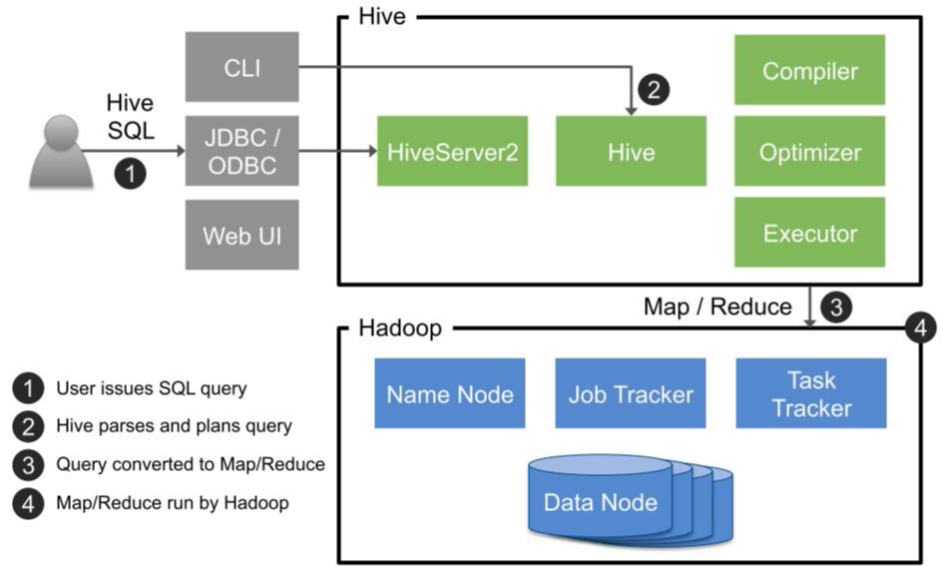 Hive
CLI
2
Compiler
Hive
SQL
1
JDBC /
ODBC
HiveServer2
Hive
Optimizer
Web UI
Executor
Map / Reduce
3
Hadoop
4
Name Node
Job Tracker
Task
Tracker
Data Node
1 User issues SQL query
2 Hive parses and plans query
3 Query converted to Map/Reduce
4 Map/Reduce run by Hadoop